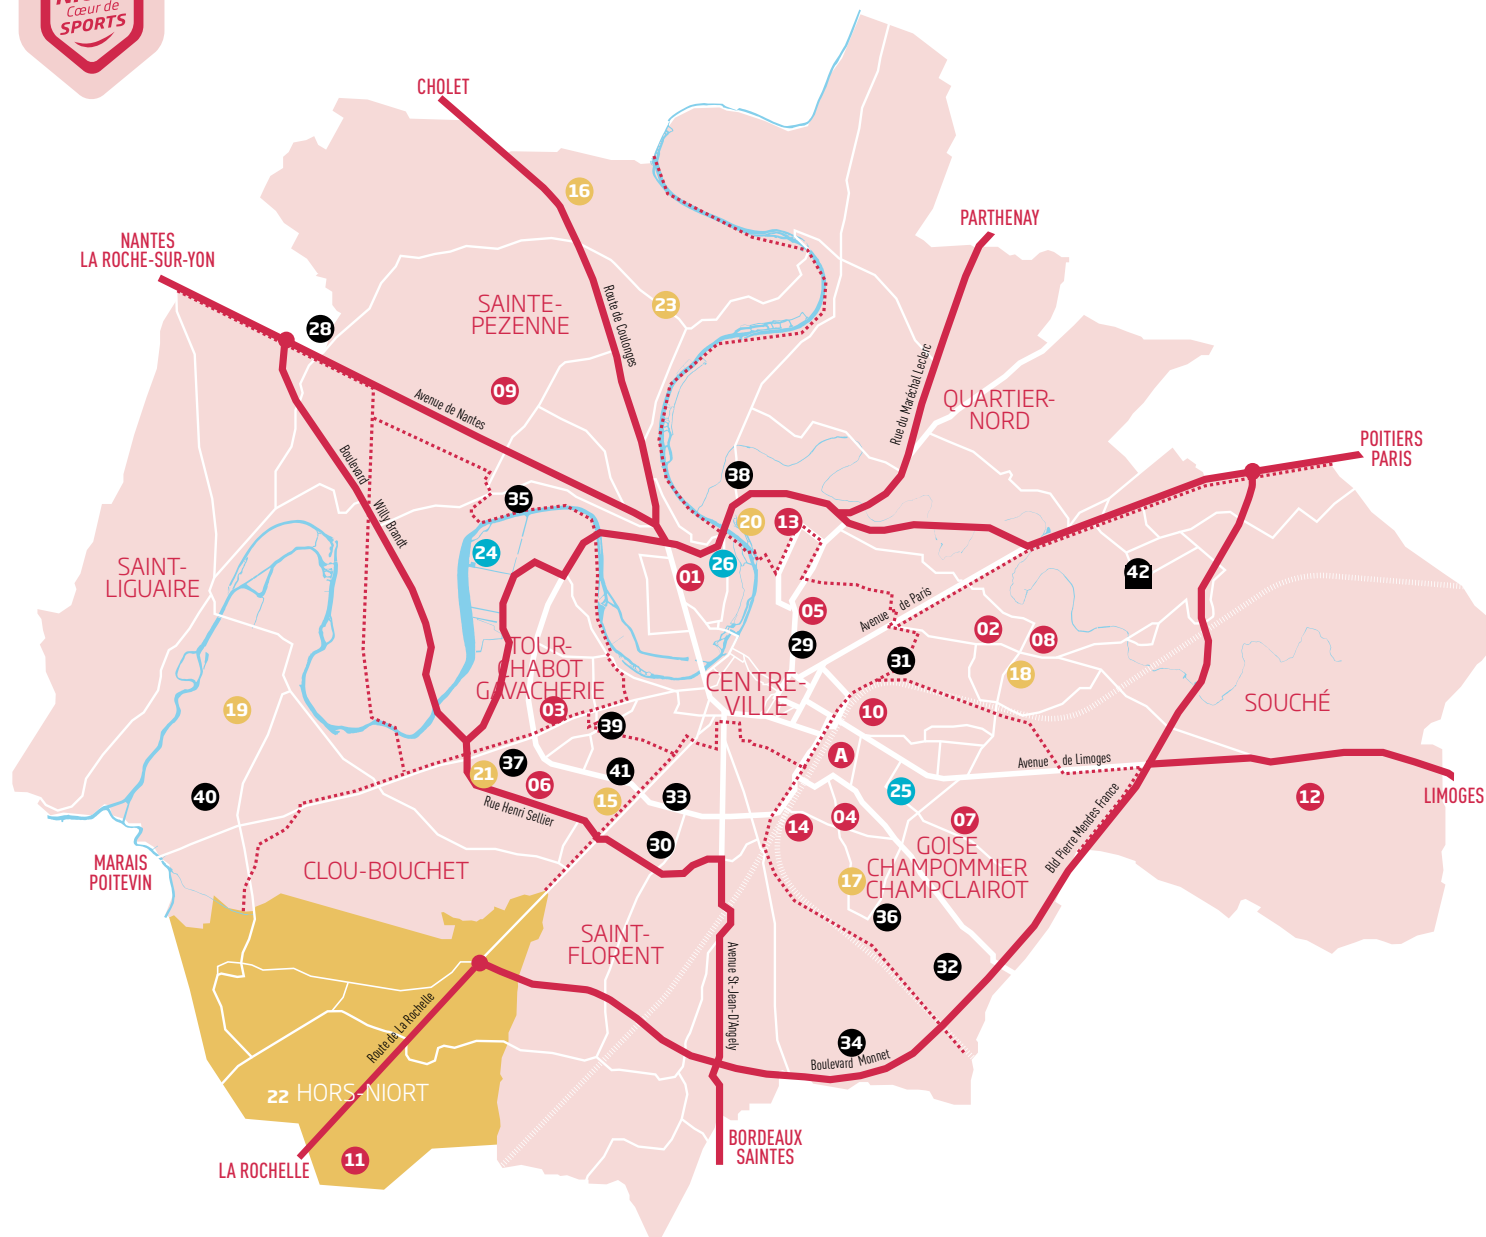 Cœur de
SPORTS
CHOLET
16
PARTHENAY
NANTES
LA ROCHE-SUR-YON
28
SAINTE-
PEZENNE
23
Route de Coulonges
09
Avenue de Nantes
Rue du Maréchal Leclerc
QUARTIER-
NORD
POITIERS
PARIS
Boulevard Willy Brandt
35
38
20
13
24
26
01
42
SAINT-
LIGUAIRE
05
Avenue de Paris
02
08
29
31
18
TOUR-
CHABOT
GAVACHERIE
03
CENTRE-
VILLE
SOUCHÉ
19
39
10
37
21
06
41
A
Avenue de Limoges
40
15
33
25
12
LIMOGES
Rue Henri Sellier
14
04
07
30
MARAIS
POITEVIN
CLOU-BOUCHET
GOISE
CHAMPOMMIER
CHAMPCLAIROT
17
Bld Pierre Mendes France
36
SAINT-
FLORENT
32
Avenue St-Jean-D'Angely
Route de La Rochelle
34
Boulevard Monnet
22 HORS-NIORT
LA ROCHELLE
11
BORDEAUX
SAINTES